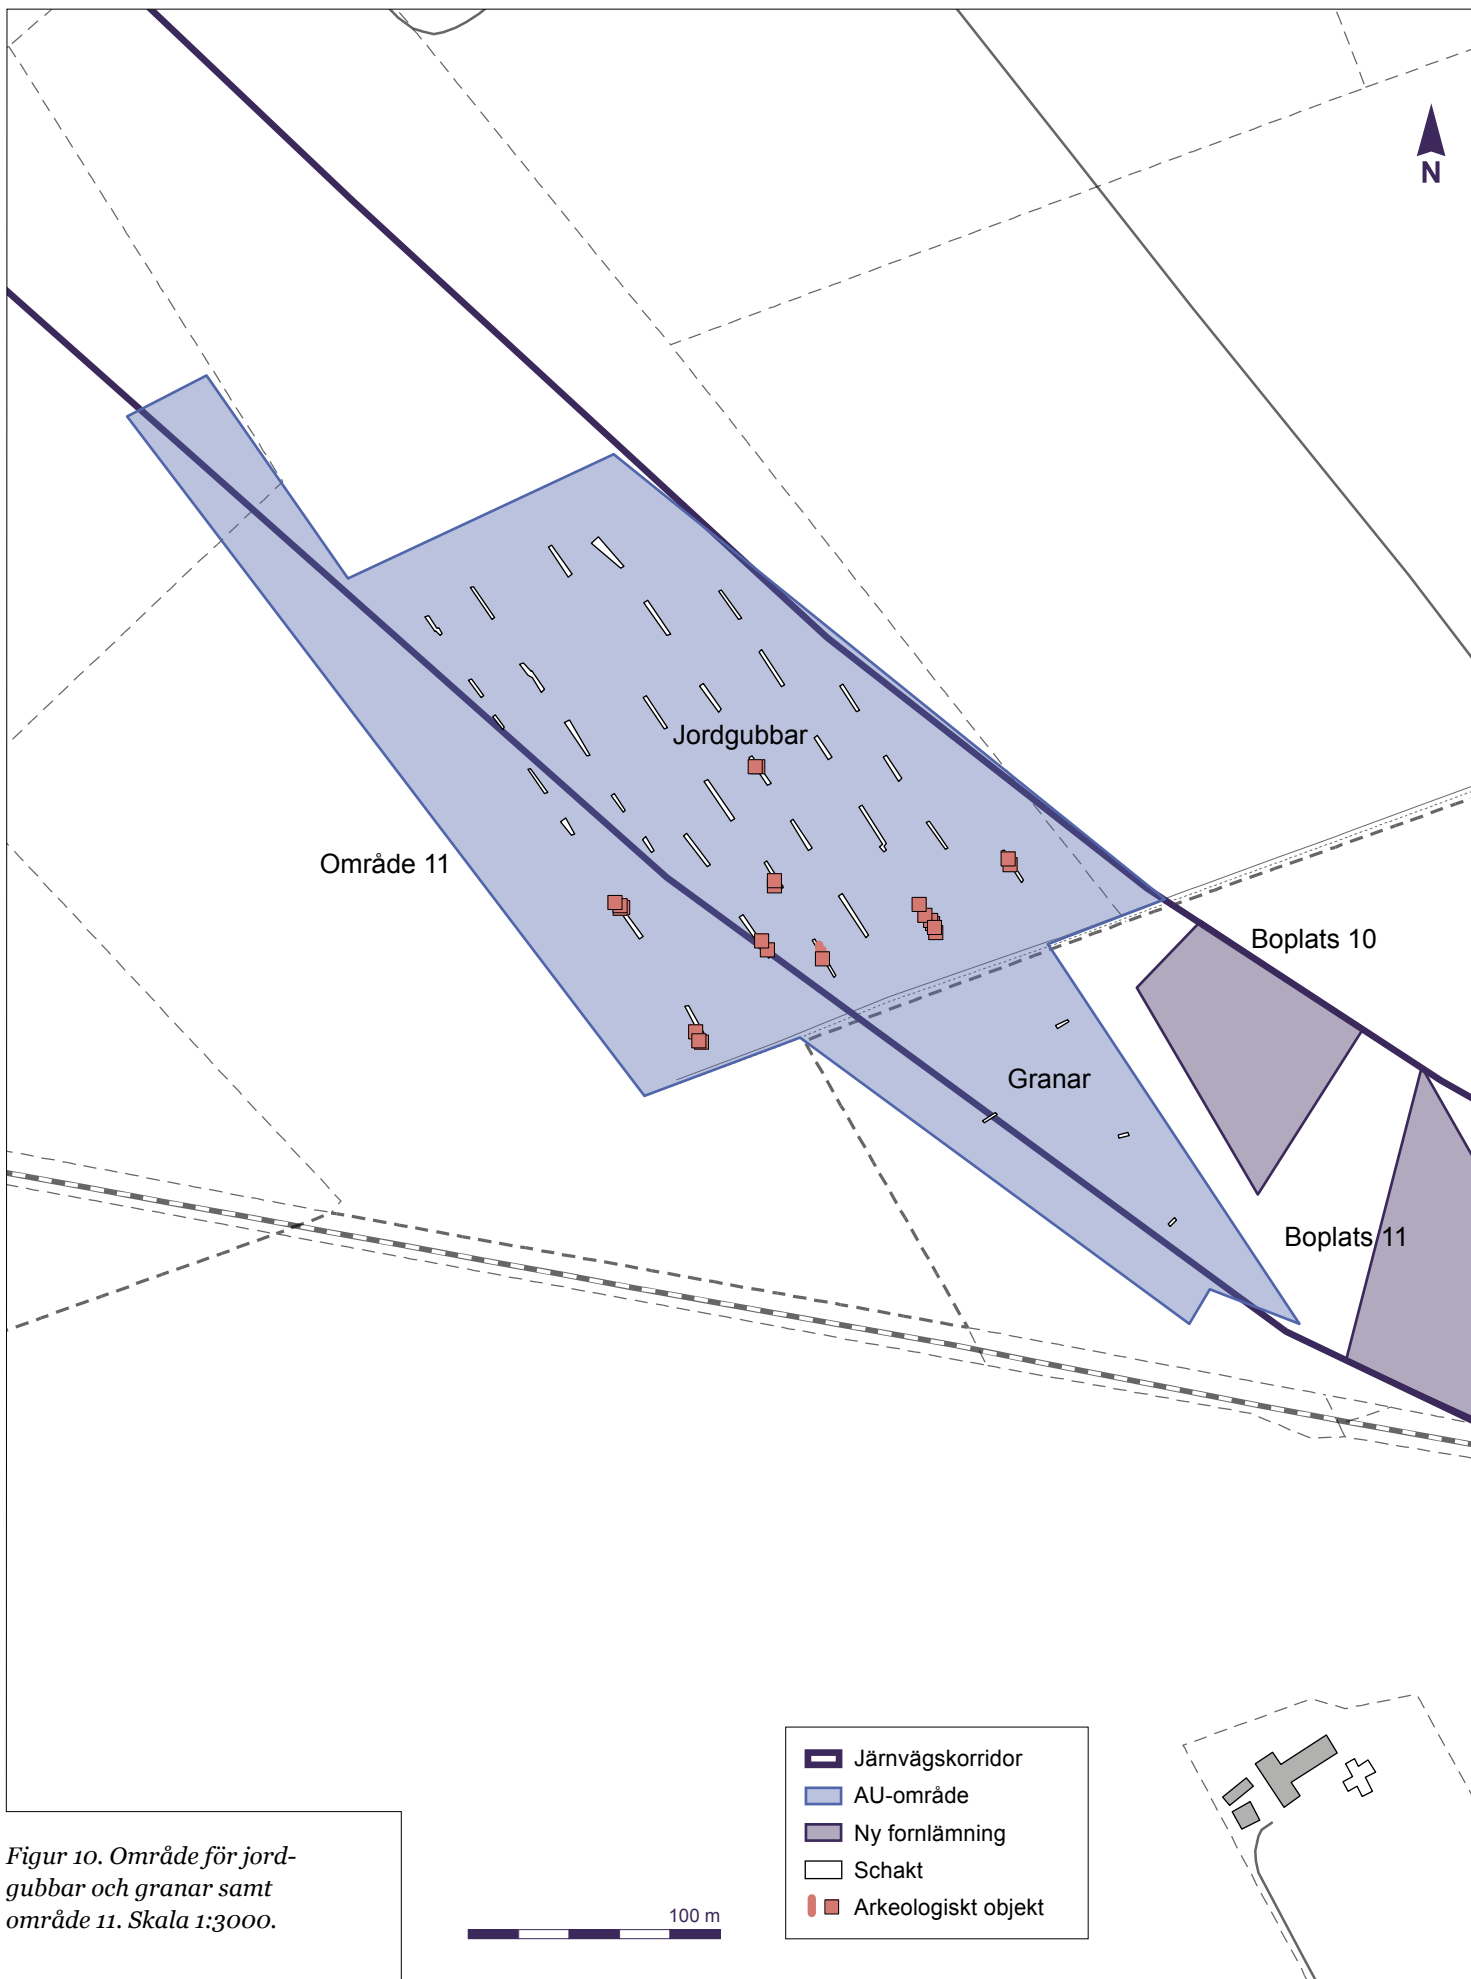 N
Jordgubbar
Område 11
Boplats 10
Granar
Boplats 11
Järnvägskorridor
AU-område
Ny fornlämning
Schakt
Arkeologiskt objekt
100 m
Figur 10. Område för jord-
gubbar och granar samt
område 11. Skala 1:3000.